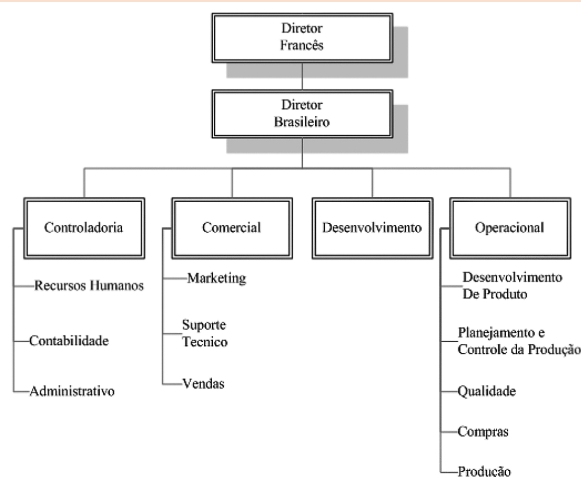 Diretor
Francês
Diretor
Brasileiro
Controladoria
Comercial
Desenvolvimento
Operacional
Recursos Humanos
Contabilidade
Administrativo
Marketing
Suporte
Tecnico
Vendas
Desenvolvimento
De Produto
Planejamento e
Controle da Produção
Qualidade
Compras
Produção